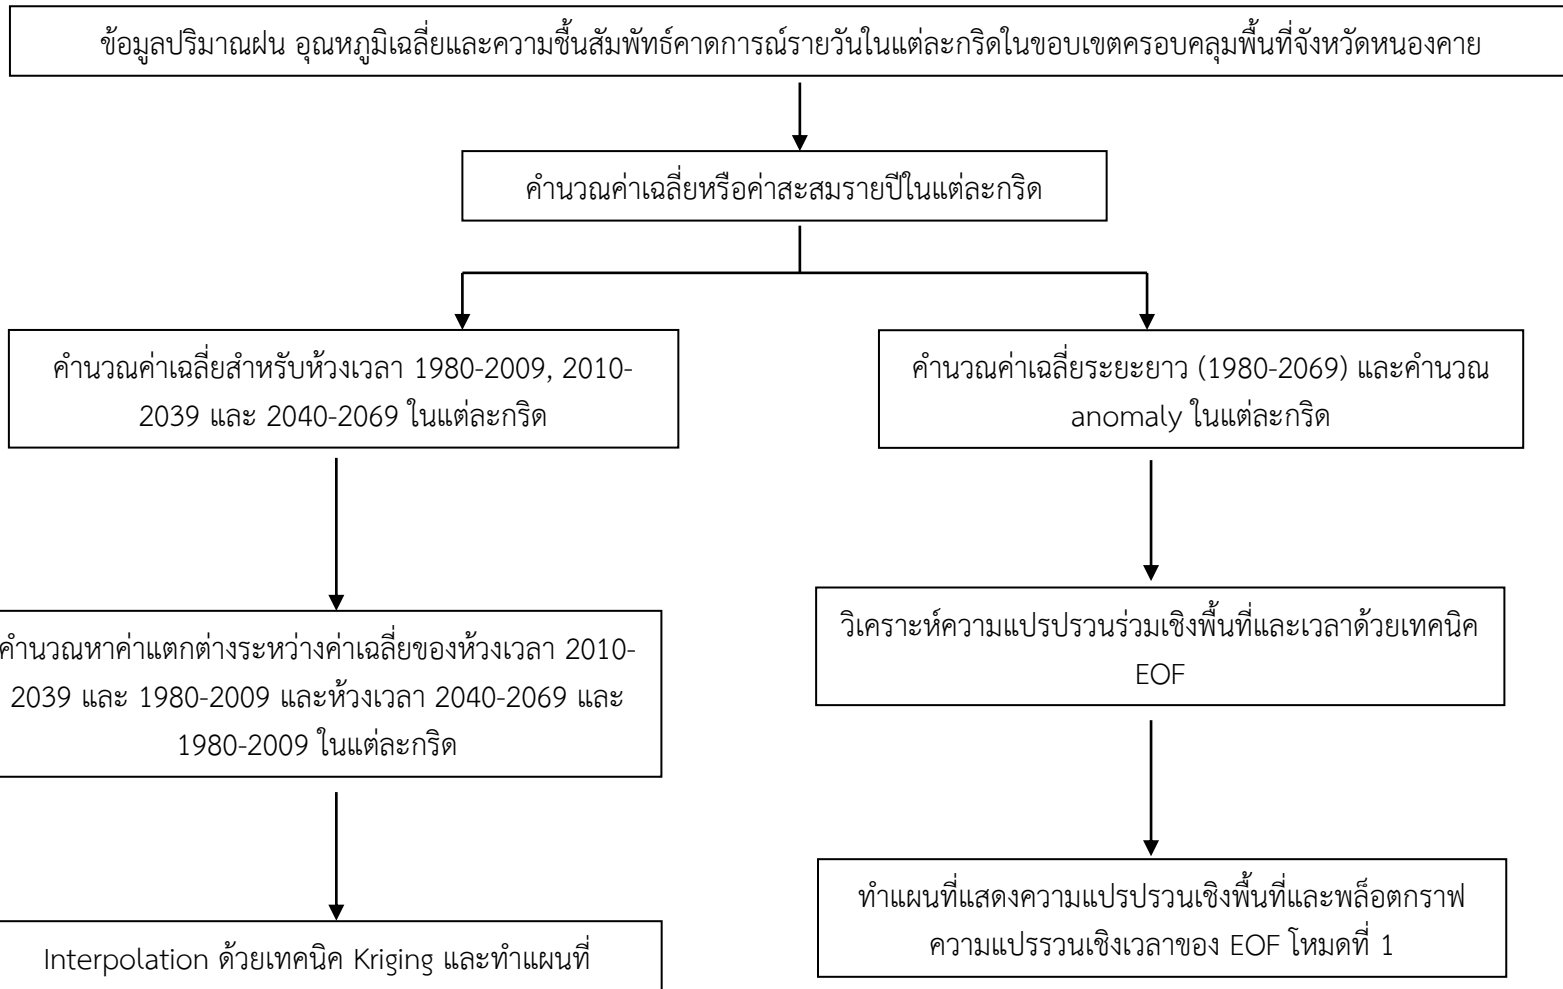 ข้อมูลปริมาณฝน อุณหภูมิเฉลี่ยและความชื้นสัมพัทธ์คาดการณ์รายวันในแต่ละกริดในขอบเขตครอบคลุมพื้นที่จังหวัดหนองคาย
คำนวณค่าเฉลี่ยหรือค่าสะสมรายปีในแต่ละกริด
คำนวณค่าเฉลี่ยสำหรับห้วงเวลา 1980-2009, 2010-
2039 และ 2040-2069 ในแต่ละกริด
คำนวณค่าเฉลี่ยระยะยาว (1980-2069) และคำนวณ
anomaly ในแต่ละกริด
คำนวณหาค่าแตกต่างระหว่างค่าเฉลี่ยของห้วงเวลา 2010-
2039 และ 1980-2009 และห้วงเวลา 2040-2069 และ
1980-2009 ในแต่ละกริด
วิเคราะห์ความแปรปรวนร่วมเชิงพื้นที่และเวลาด้วยเทคนิค
EOF
Interpolation ด้วยเทคนิค Kriging และทำแผนที่
ทำแผนที่แสดงความแปรปรวนเชิงพื้นที่และพล็อตกราฟ
ความแปรรวนเชิงเวลาของ EOF โหมดที่ 1